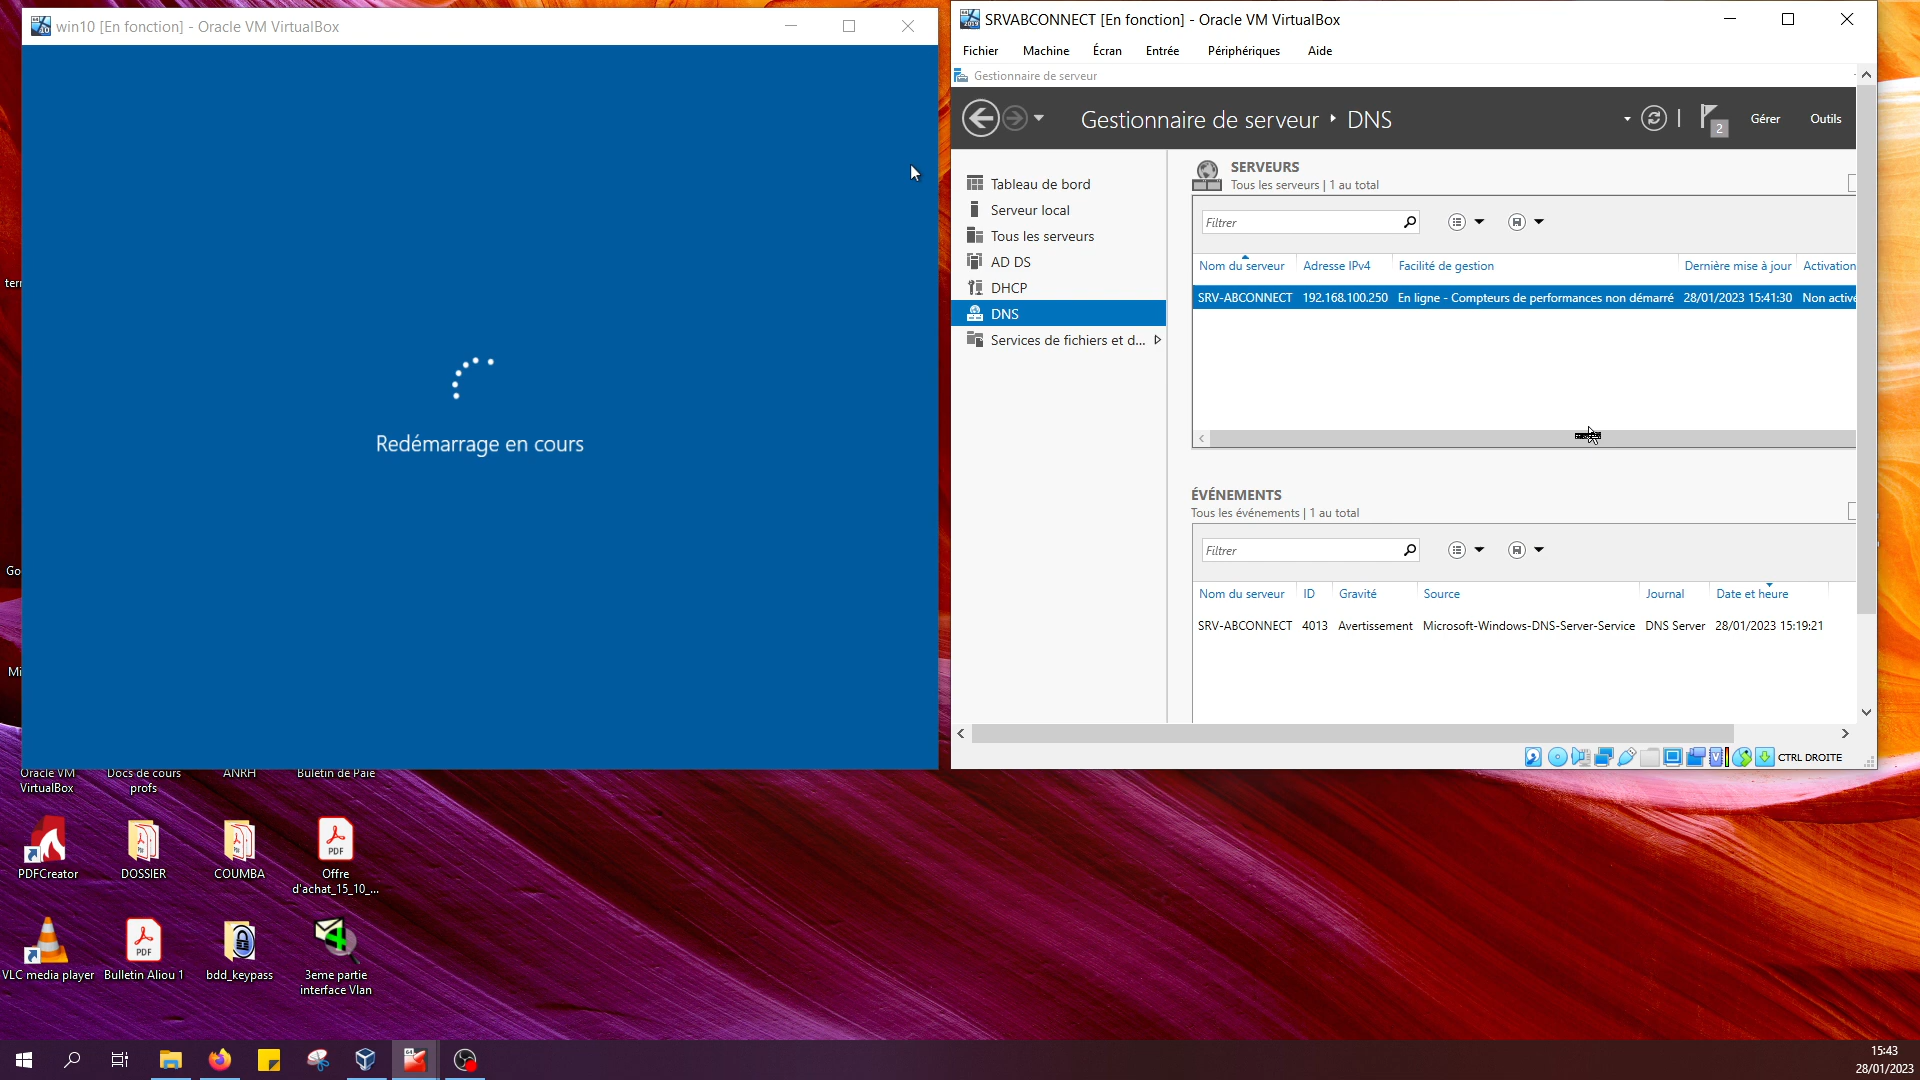 win10 [En fonction] - Oracle VM VirtualBox
Redémarrage en cours
SRVABCONNECT [En fonction] - Oracle VM VirtualBox
Fichier Machine Écran Entrée Périphériques Aide
Gestionnaire de serveur
Gestionnaire de serveur DNS
2
Gérer Outils
Tableau de bord
Serveur local
Tous les serveurs
AD DS
DHCP
DNS
Services de fichiers et d...
SERVEURS
Tous les serveurs | 1 au total
Filtrer
Nom du serveur Adresse IPv4 Facilité de gestion Dernière mise à jour Activation
SRV-ABCONNECT 192.168.100.250 En ligne - Compteurs de performances non démarré 28/01/2023 15:41:30 Non activé
ÉVÉNEMENTS
Tous les événements | 1 au total
Filtrer
Nom du serveur ID Gravité Source Journal Date et heure
SRV-ABCONNECT 4013 Avertissement Microsoft-Windows-DNS-Server-Service DNS Server 28/01/2023 15:19:21
CTRL DROITE
Oracle VM
VirtualBox
Docs de cours
profs
ANRH
Buletin de Paie
PDFCreator
DOSSIER
COUMBA
Offre
d'achat_15_10_...
VLC media player
Bulletin Aliou 1
bdd_keypass
3eme partie
interface Vlan
15:43
28/01/2023